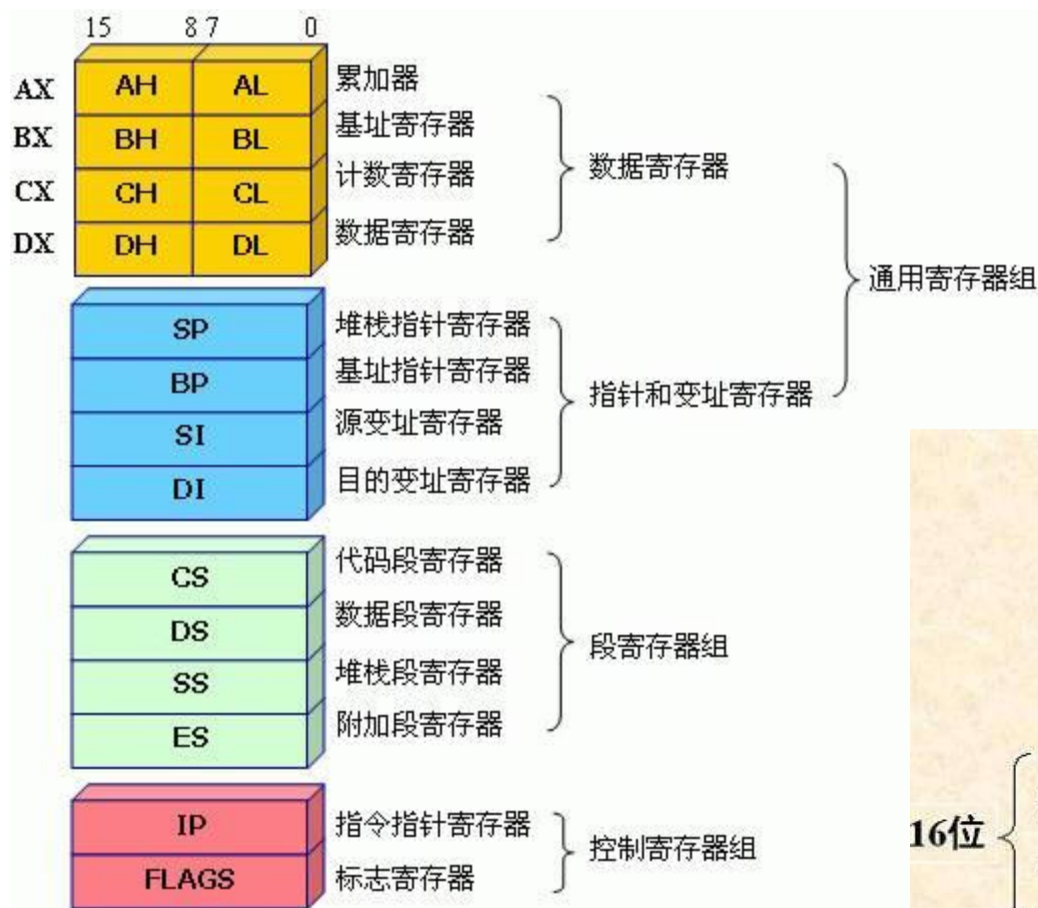 15 8 7 0
AX AH AL 累加器
BX BH BL 基址寄存器
CX CH CL 计数寄存器
DX DH DL 数据寄存器
数据寄存器
SP 堆栈指针寄存器
BP 基址指针寄存器
SI 源变址寄存器
DI 目的变址寄存器
指针和变址寄存器
通用寄存器组
CS 代码段寄存器
DS 数据段寄存器
SS 堆栈段寄存器
ES 附加段寄存器
段寄存器组
IP 指令指针寄存器
FLAGS 标志寄存器
控制寄存器组
16位